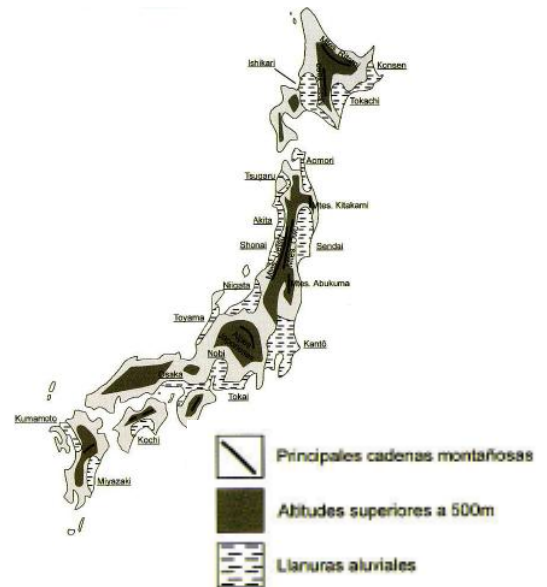 Ishikari
Konsen
Tokachi
Aomori
Tsugaru
Mtes. Kitakami
Akita
Shonai
Sendai
Mtes. Abukuma
Niigata
Toyama
Kantô
Nobi
Osaka
Tokai
Kumamoto
Kochi
Miyazaki
Principales cadenas montañosas
Altitudes superiores a 500m
Llanuras aluviales